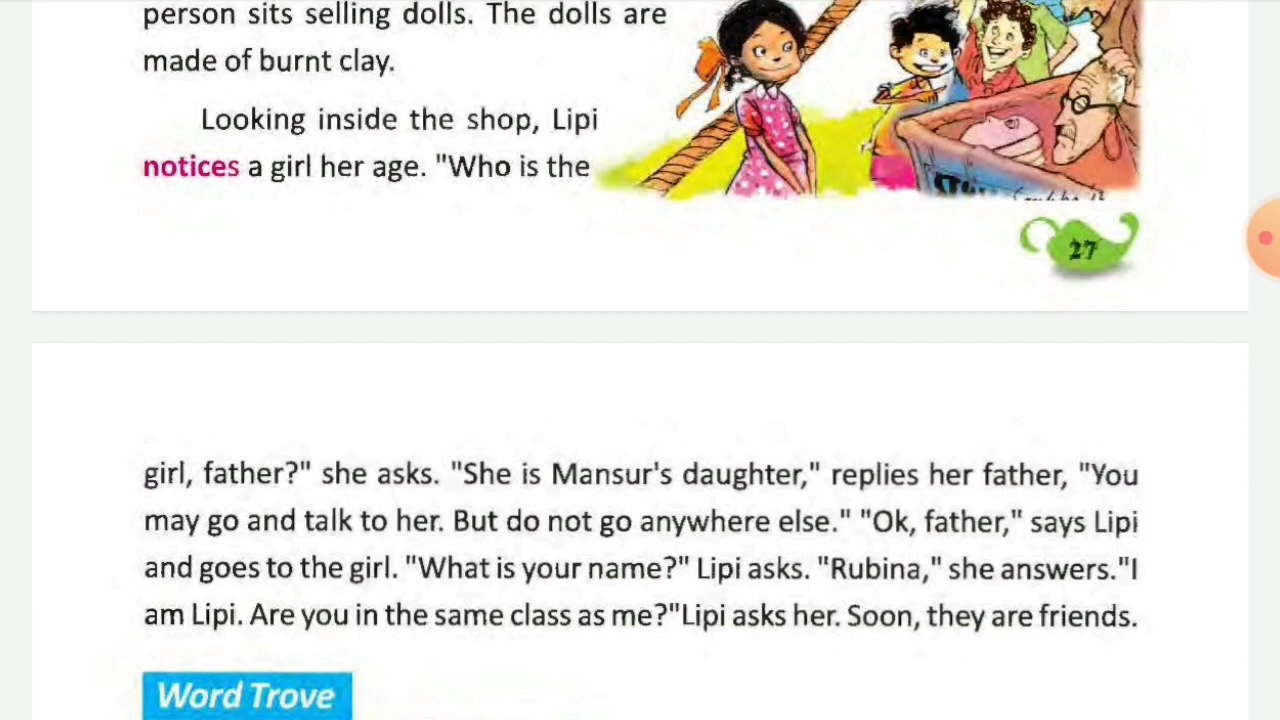 person sits selling dolls. The dolls are
made of burnt clay.
Looking inside the shop, Lipi
notices a girl her age. "Who is the
27
girl, father?" she asks. "She is Mansur's daughter," replies her father, "You
may go and talk to her. But do not go anywhere else." "Ok, father," says Lipi
and goes to the girl. "What is your name?" Lipi asks. "Rubina," she answers."I
am Lipi. Are you in the same class as me?"Lipi asks her. Soon, they are friends.
Word Trove